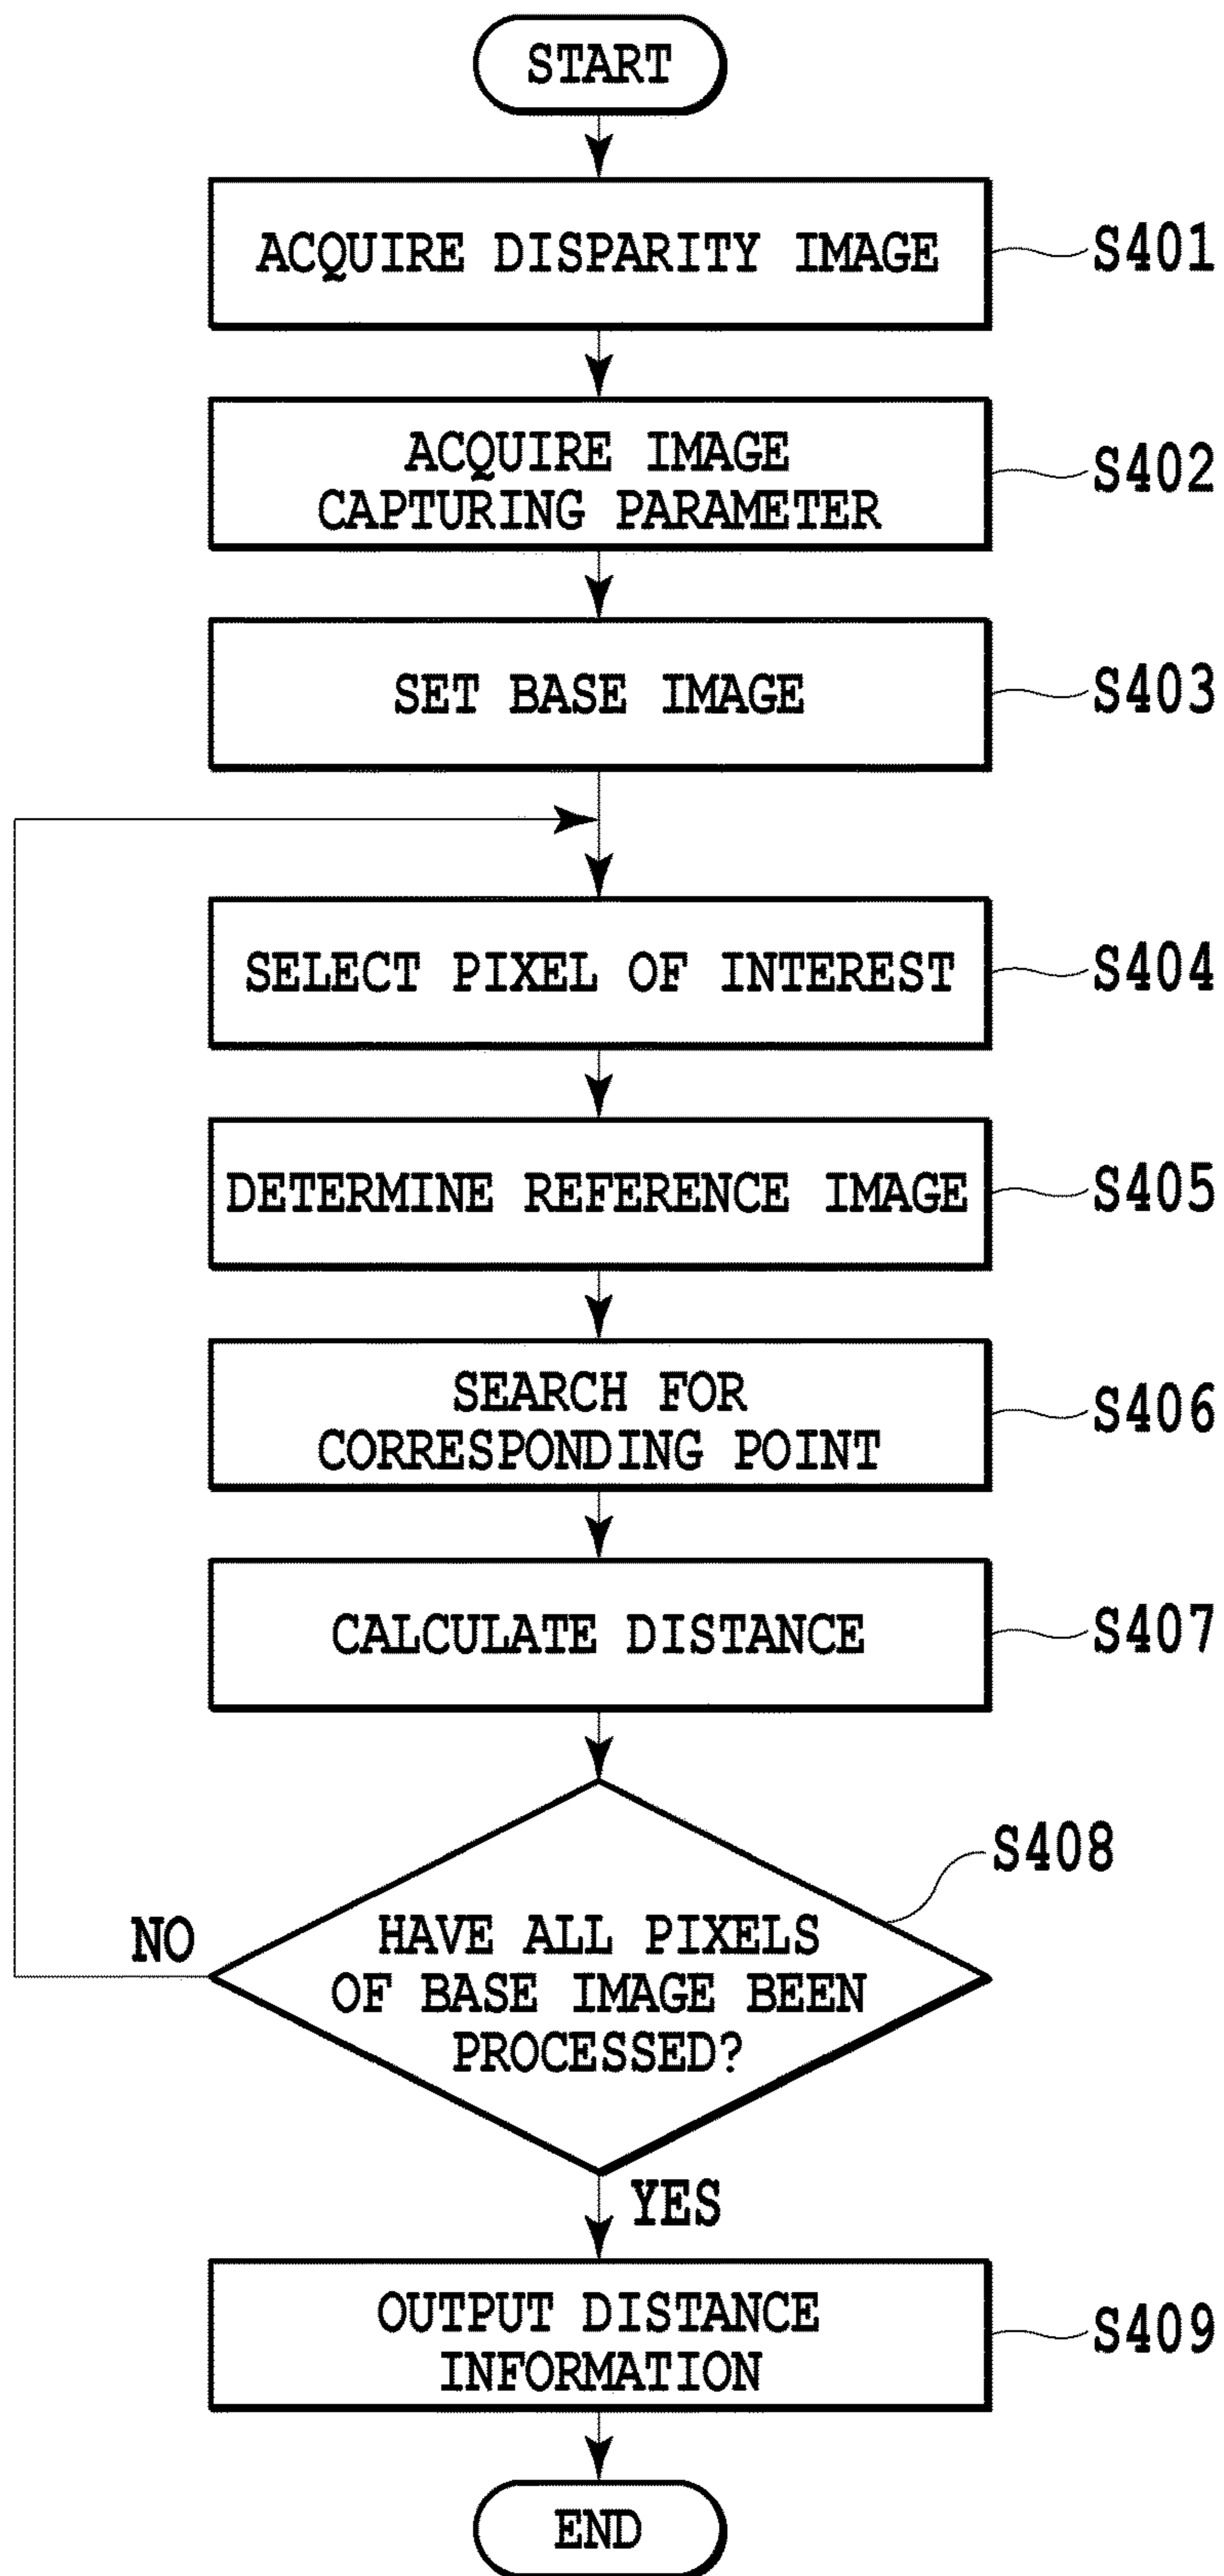 START
ACQUIRE DISPARITY IMAGE
S401
ACQUIRE IMAGE
CAPTURING PARAMETER
S402
SET BASE IMAGE
S403
SELECT PIXEL OF INTEREST
S404
DETERMINE REFERENCE IMAGE
S405
SEARCH FOR
CORRESPONDING POINT
S406
CALCULATE DISTANCE
S407
S408
NO
HAVE ALL PIXELS
OF BASE IMAGE BEEN
PROCESSED?
YES
OUTPUT DISTANCE
INFORMATION
S409
END